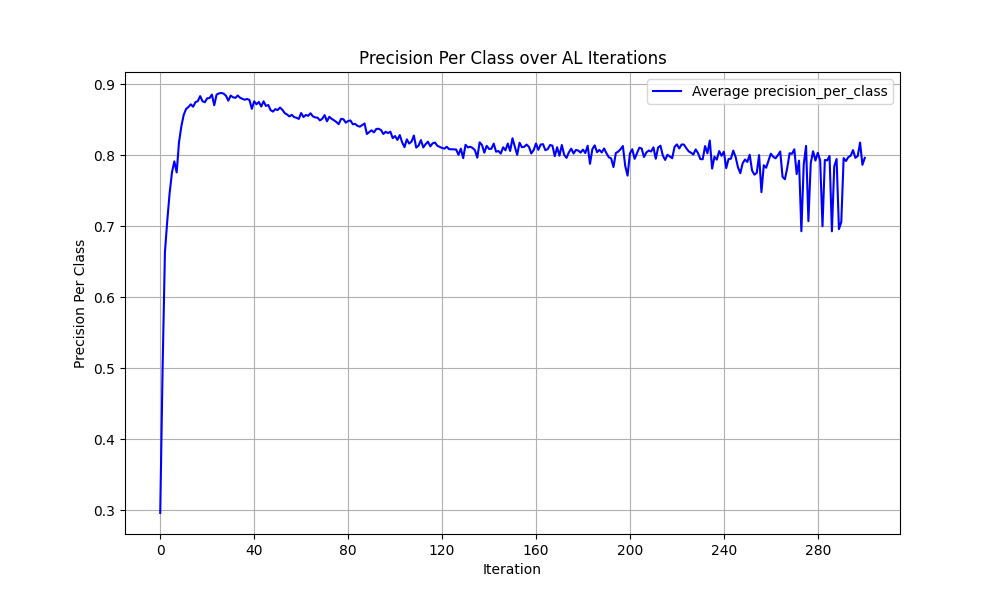 Precision Per Class over AL Iterations
Average precision_per_class
Precision Per Class
0.9
0.8
0.7
0.6
0.5
0.4
0.3
0 40 80 120 160 200 240 280
Iteration